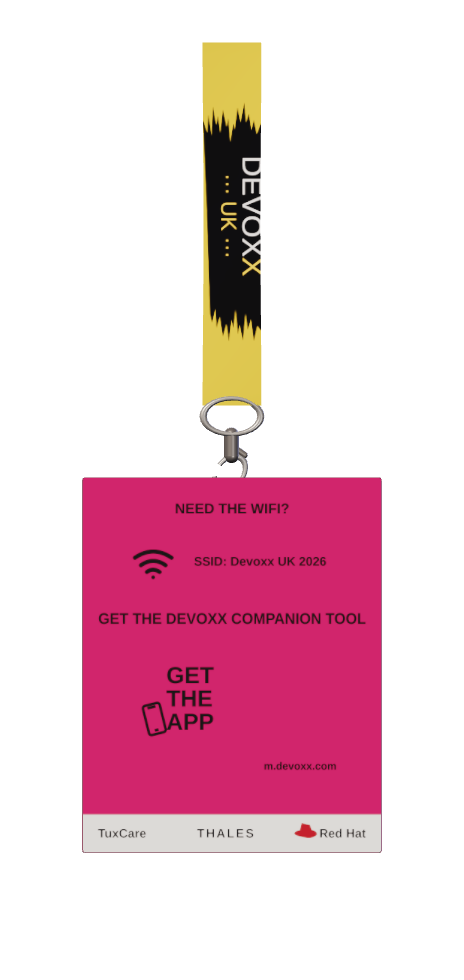 DEVOXX
... UK ...
NEED THE WIFI?
SSID: Devoxx UK 2026
GET THE DEVOXX COMPANION TOOL
GET
THE
APP
m.devoxx.com
TuxCare
THALES
Red Hat